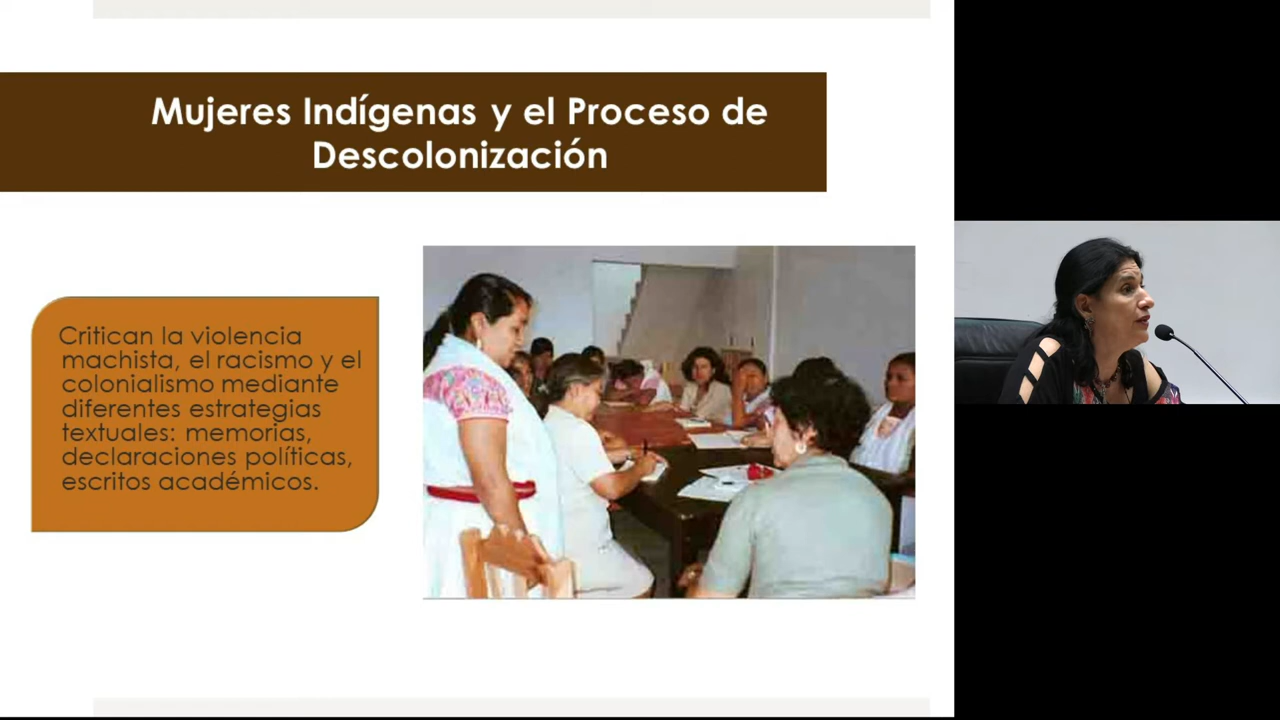 Mujeres Indígenas y el Proceso de
Descolonización
Critican la violencia
machista, el racismo y el
colonialismo mediante
diferentes estrategias
textuales: memorias,
declaraciones políticas,
escritos académicos.